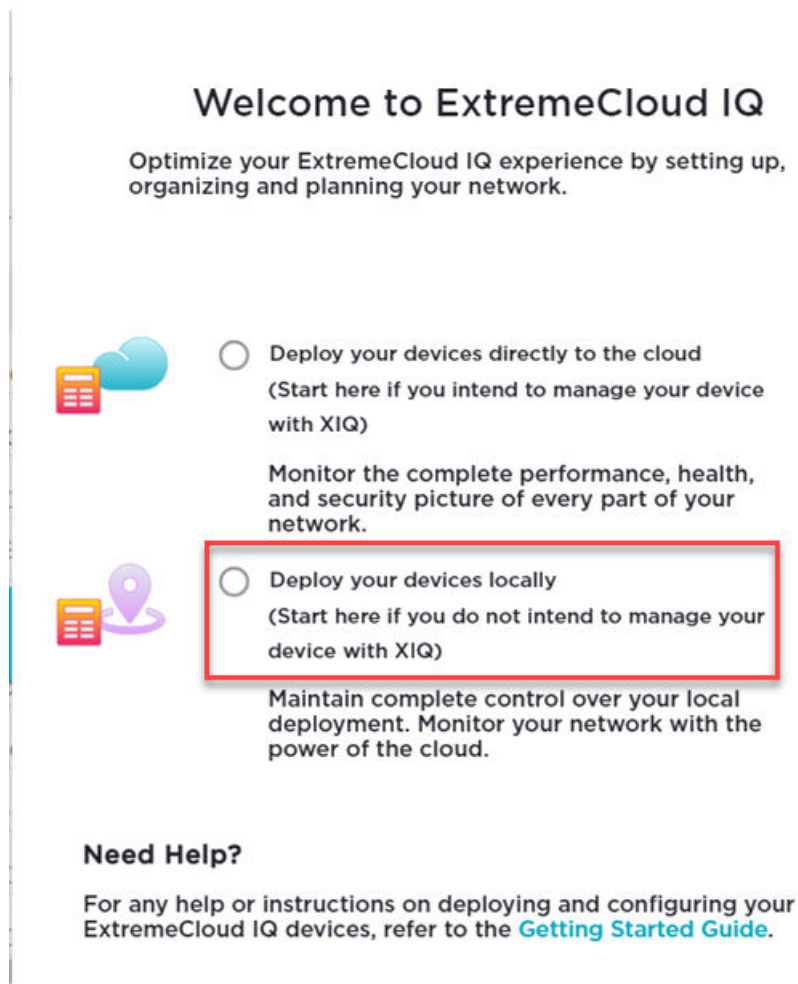 Welcome to ExtremeCloud IQ
Optimize your ExtremeCloud IQ experience by setting up,
organizing and planning your network.
Deploy your devices directly to the cloud
(Start here if you intend to manage your device
with XIQ)
Monitor the complete performance, health,
and security picture of every part of your
network.
Deploy your devices locally
(Start here if you do not intend to manage your
device with XIQ)
Maintain complete control over your local
deployment. Monitor your network with the
power of the cloud.
Need Help?
For any help or instructions on deploying and configuring your
ExtremeCloud IQ devices, refer to the Getting Started Guide.